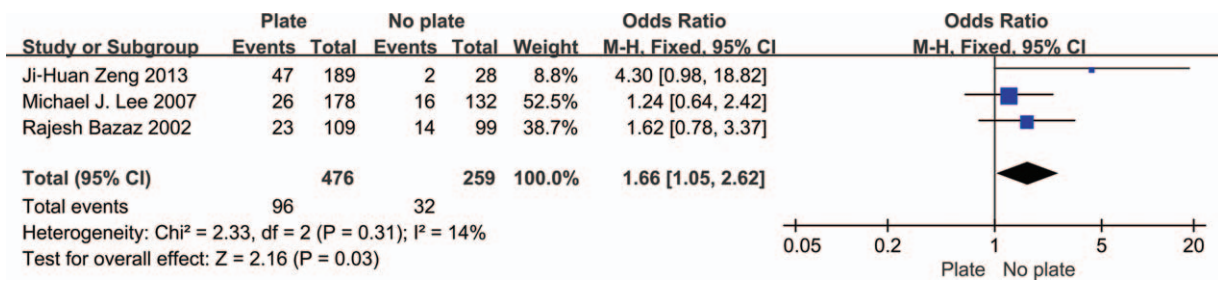 Plate No plate Odds Ratio Odds Ratio
Study or Subgroup Events Total Events Total Weight M-H, Fixed, 95% CI M-H, Fixed, 95% CI
Ji-Huan Zeng 2013 47 189 2 28 8.8% 4.30 [0.98, 18.82]
Michael J. Lee 2007 26 178 16 132 52.5% 1.24 [0.64, 2.42]
Rajesh Bazaz 2002 23 109 14 99 38.7% 1.62 [0.78, 3.37]
Total (95% CI) 476 259 100.0% 1.66 [1.05, 2.62]
Total events 96 32
Heterogeneity: Chi² = 2.33, df = 2 (P = 0.31); I² = 14%
Test for overall effect: Z = 2.16 (P = 0.03)
0.05 0.2 1 5 20
Plate No plate